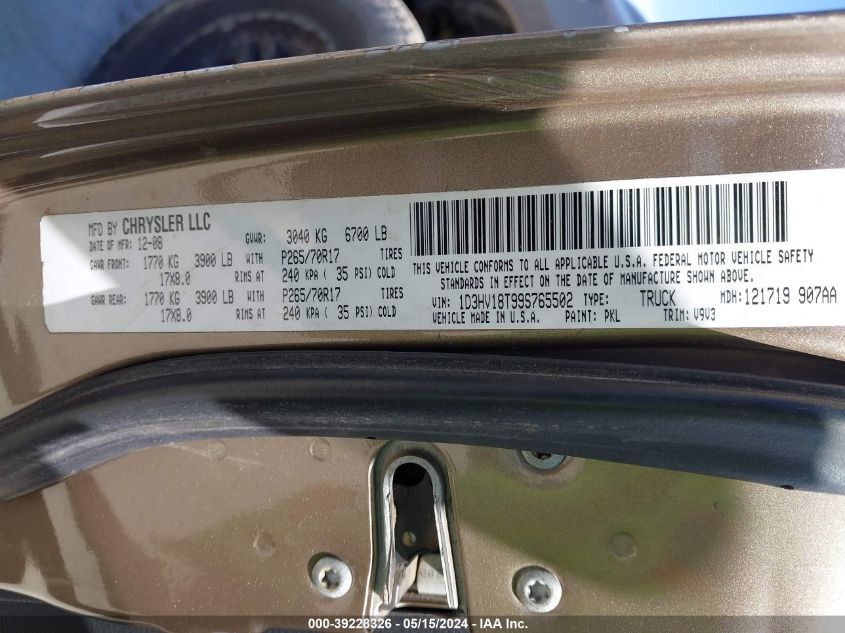 MFD BY CHRYSLER LLC
DATE OF MFR: 12-08 GVWR: 3040 KG 6700 LB
GAWR FRONT: 1770 KG 3900 LB WITH P265/70R17 TIRES
17X8.0 RIMS AT 240 KPA ( 35 PSI) COLD
GAWR REAR: 1770 KG 3900 LB WITH P265/70R17 TIRES
17X8.0 RIMS AT 240 KPA ( 35 PSI) COLD
THIS VEHICLE CONFORMS TO ALL APPLICABLE U.S.A. FEDERAL MOTOR VEHICLE SAFETY
STANDARDS IN EFFECT ON THE DATE OF MANUFACTURE SHOWN ABOVE.
VIN: 1D3HV18T99S765502 TYPE: TRUCK MDH: 121719 907AA
VEHICLE MADE IN U.S.A. PAINT: PKL TRIM: V9V3
000-39228326 - 05/15/2024 - IAA Inc.